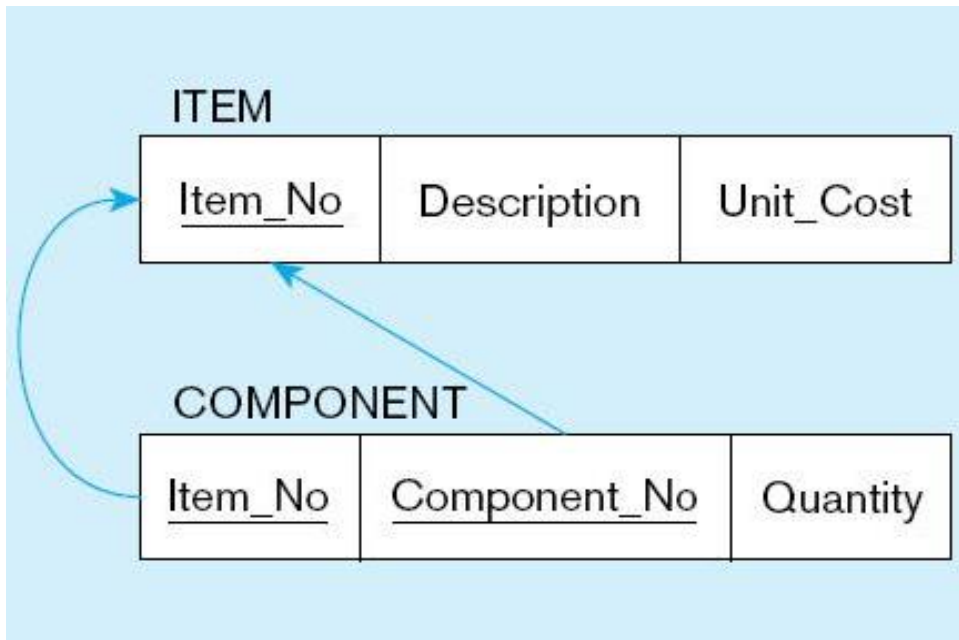 ITEM
Item_No Description Unit_Cost
COMPONENT
Item_No Component_No Quantity